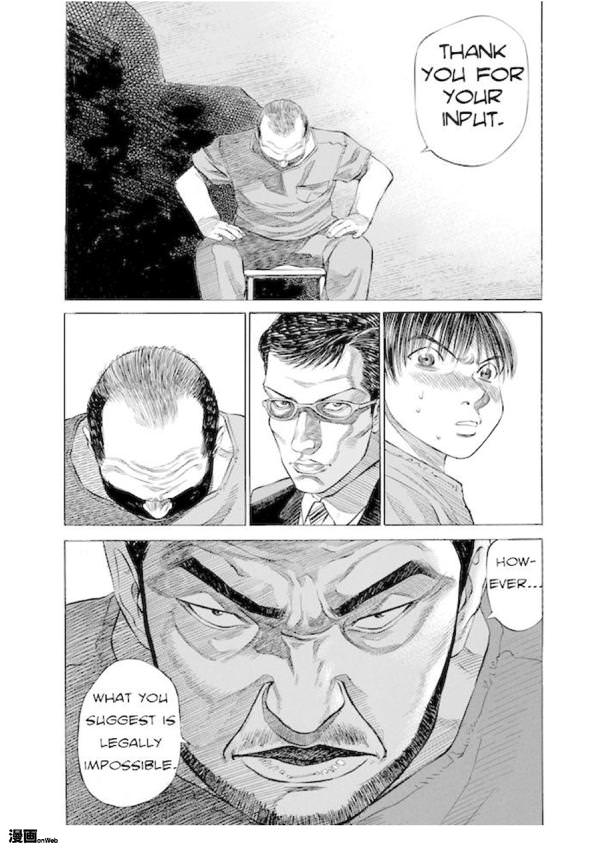 THANK
YOU FOR
YOUR
INPUT.
HOW-
EVER...
WHAT YOU
SUGGEST IS
LEGALLY
IMPOSSIBLE.
漫画onWeb